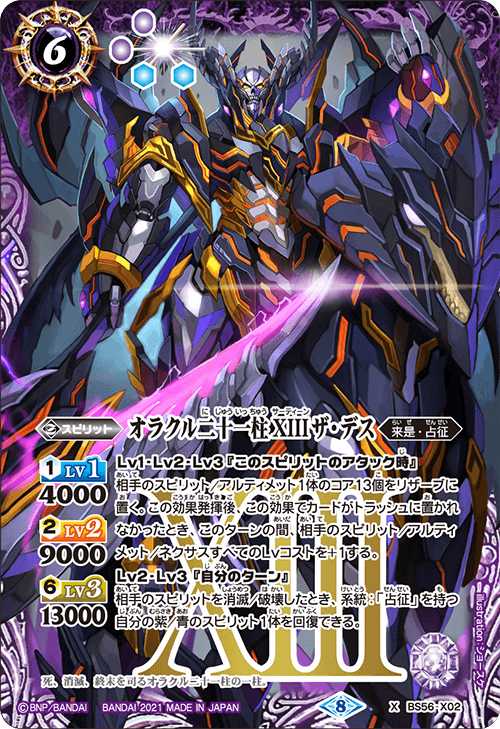 6
②スピリット
オラクル二十一柱 XIII ザ・デス
来是・占征
1 LV1 4000
Lv1・Lv2・Lv3『このスピリットのアタック時』
相手のスピリット/アルティメット1体のコア13個をリザーブに
置く。この効果発揮後、この効果でカードがトラッシュに置かれ
2 LV2 9000
なかったとき、このターンの間、相手のスピリット/アルティ
メット/ネクサスすべてのLvコストを+1する。
6 LV3 13000
Lv2・Lv3『自分のターン』
相手のスピリットを消滅/破壊したとき、系統:「占征」を持つ
自分の紫/青のスピリット1体を回復できる。
XIII
死、消滅、終末を司るオラクル二十一柱の一柱。
Illustration:ショースケ
©BNP/BANDAI BANDAI 2021 MADE IN JAPAN
8
X BS56-X02